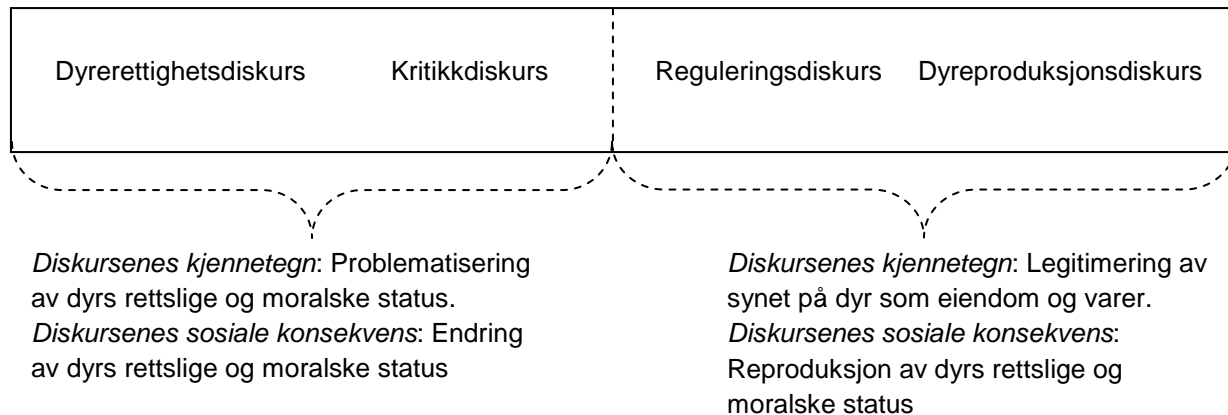 Dyrerettighetsdiskurs Kritikkdiskurs Reguleringsdiskurs Dyreproduksjonsdiskurs
Diskursenes kjennetegn: Problematisering
av dyrs rettslige og moralske status.
Diskursenes sosiale konsekvens: Endring
av dyrs rettslige og moralske status
Diskursenes kjennetegn: Legitimering av
synet på dyr som eiendom og varer.
Diskursenes sosiale konsekvens:
Reproduksjon av dyrs rettslige og
moralske status